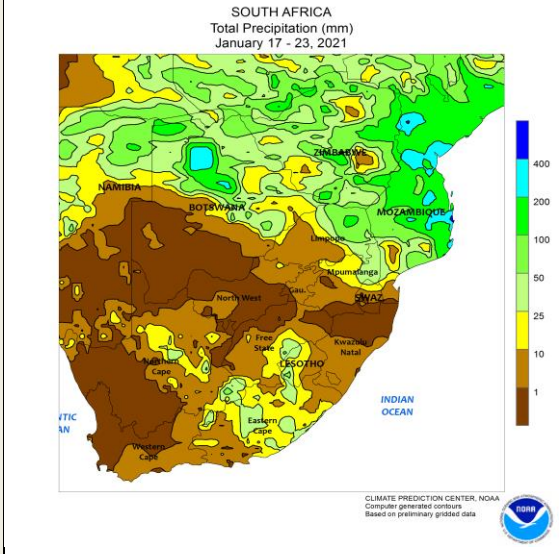 SOUTH AFRICA
Total Precipitation (mm)
January 17 - 23, 2021
ZIMBABWE
NAMIBIA
BOTSWANA
MOZAMBIQUE
Limpopo
Mpumalanga
Gau.
North West
SWAZ.
Free
State
Kwazulu
Natal
Northern
Cape
LESOTHO
Eastern
Cape
Western
Cape
NTIC
AN
INDIAN
OCEAN
400
200
100
50
25
10
1
CLIMATE PREDICTION CENTER, NOAA
Computer generated contours
Based on preliminary gridded data
NOAA